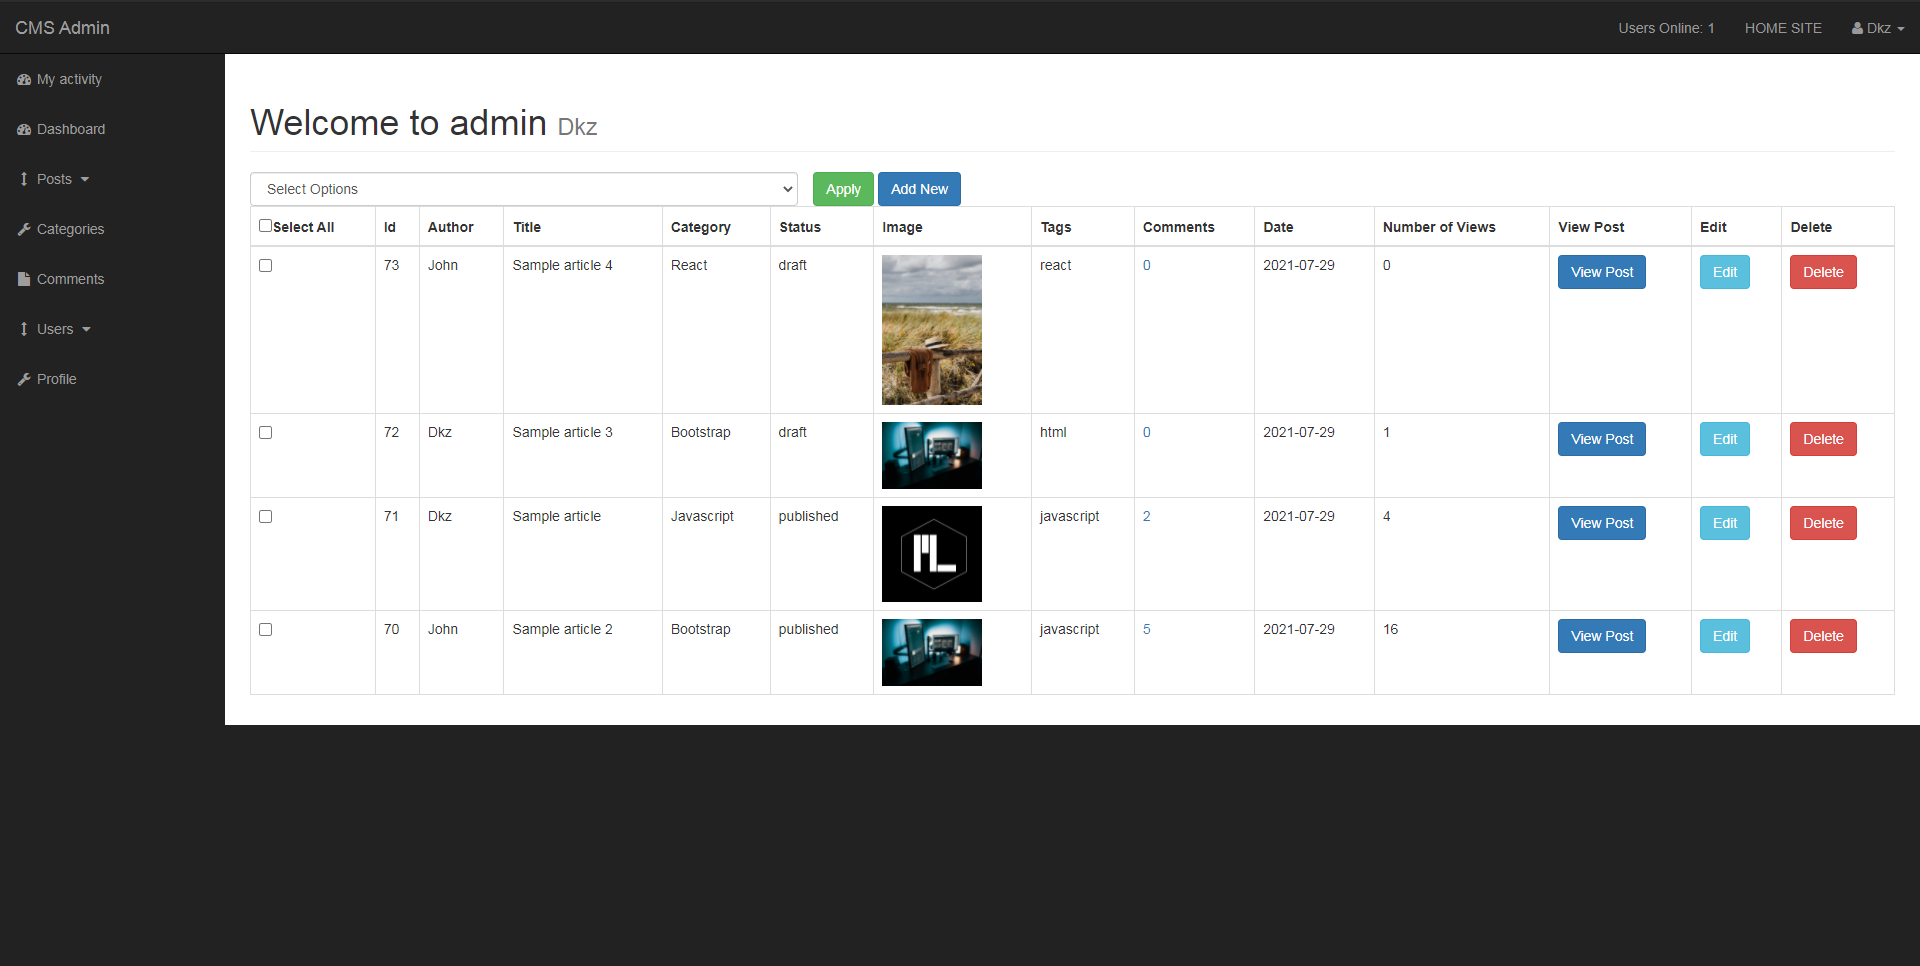 CMS Admin
Users Online: 1 HOME SITE Dkz
My activity
Dashboard
Posts
Categories
Comments
Users
Profile
Welcome to admin Dkz
Select Options Apply Add New
Select All Id Author Title Category Status Image Tags Comments Date Number of Views View Post Edit Delete
73 John Sample article 4 React draft react 0 2021-07-29 0 View Post Edit Delete
72 Dkz Sample article 3 Bootstrap draft html 0 2021-07-29 1 View Post Edit Delete
71 Dkz Sample article Javascript published javascript 2 2021-07-29 4 View Post Edit Delete
70 John Sample article 2 Bootstrap published javascript 5 2021-07-29 16 View Post Edit Delete